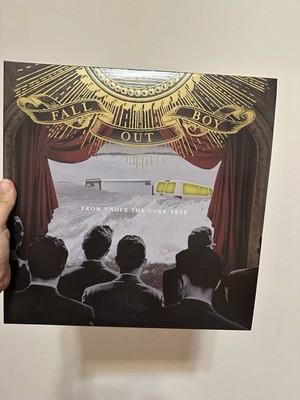 FALL OUT BOY
FROM UNDER THE CORK TREE